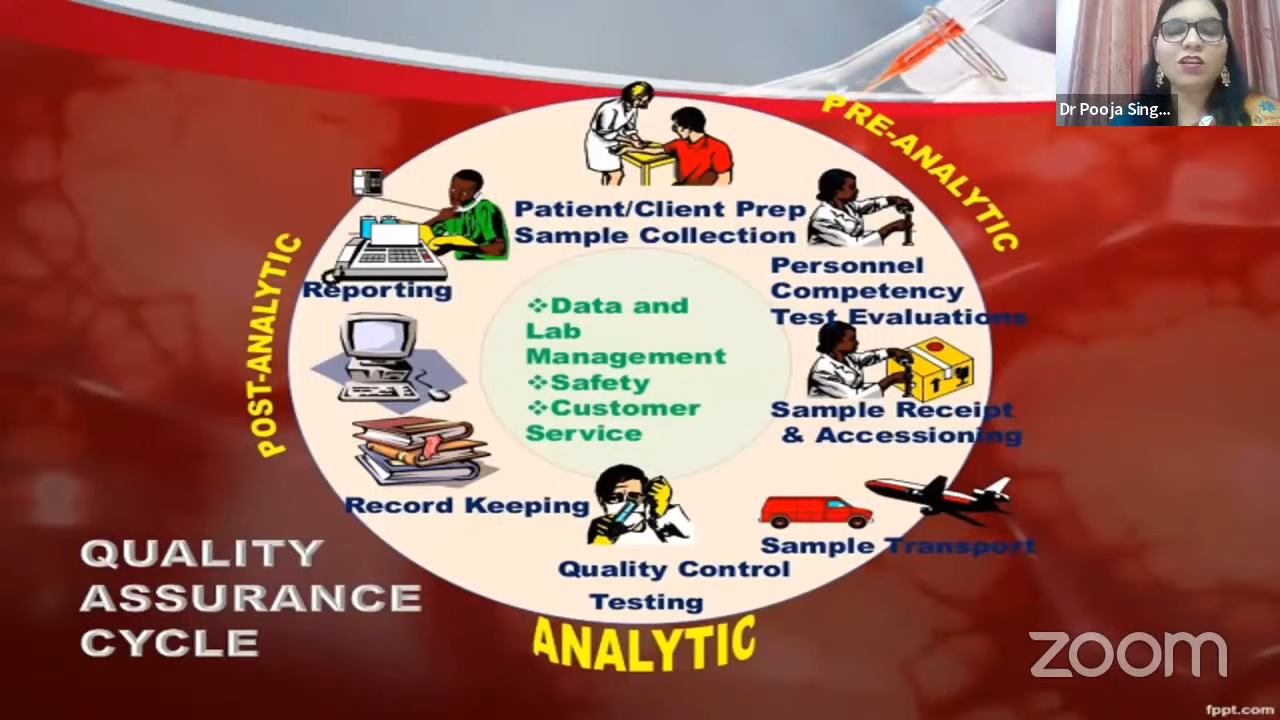 Dr Pooja Sing...
PRE-ANALYTIC
Patient/Client Prep
Sample Collection
Personnel
Competency
Test Evaluations
Reporting
❖Data and
Lab
Management
❖Safety
❖Customer
Service
POST-ANALYTIC
Sample Receipt
& Accessioning
Record Keeping
Sample Transport
Quality Control
Testing
ANALYTIC
QUALITY
ASSURANCE
CYCLE
zoom
fppt.com